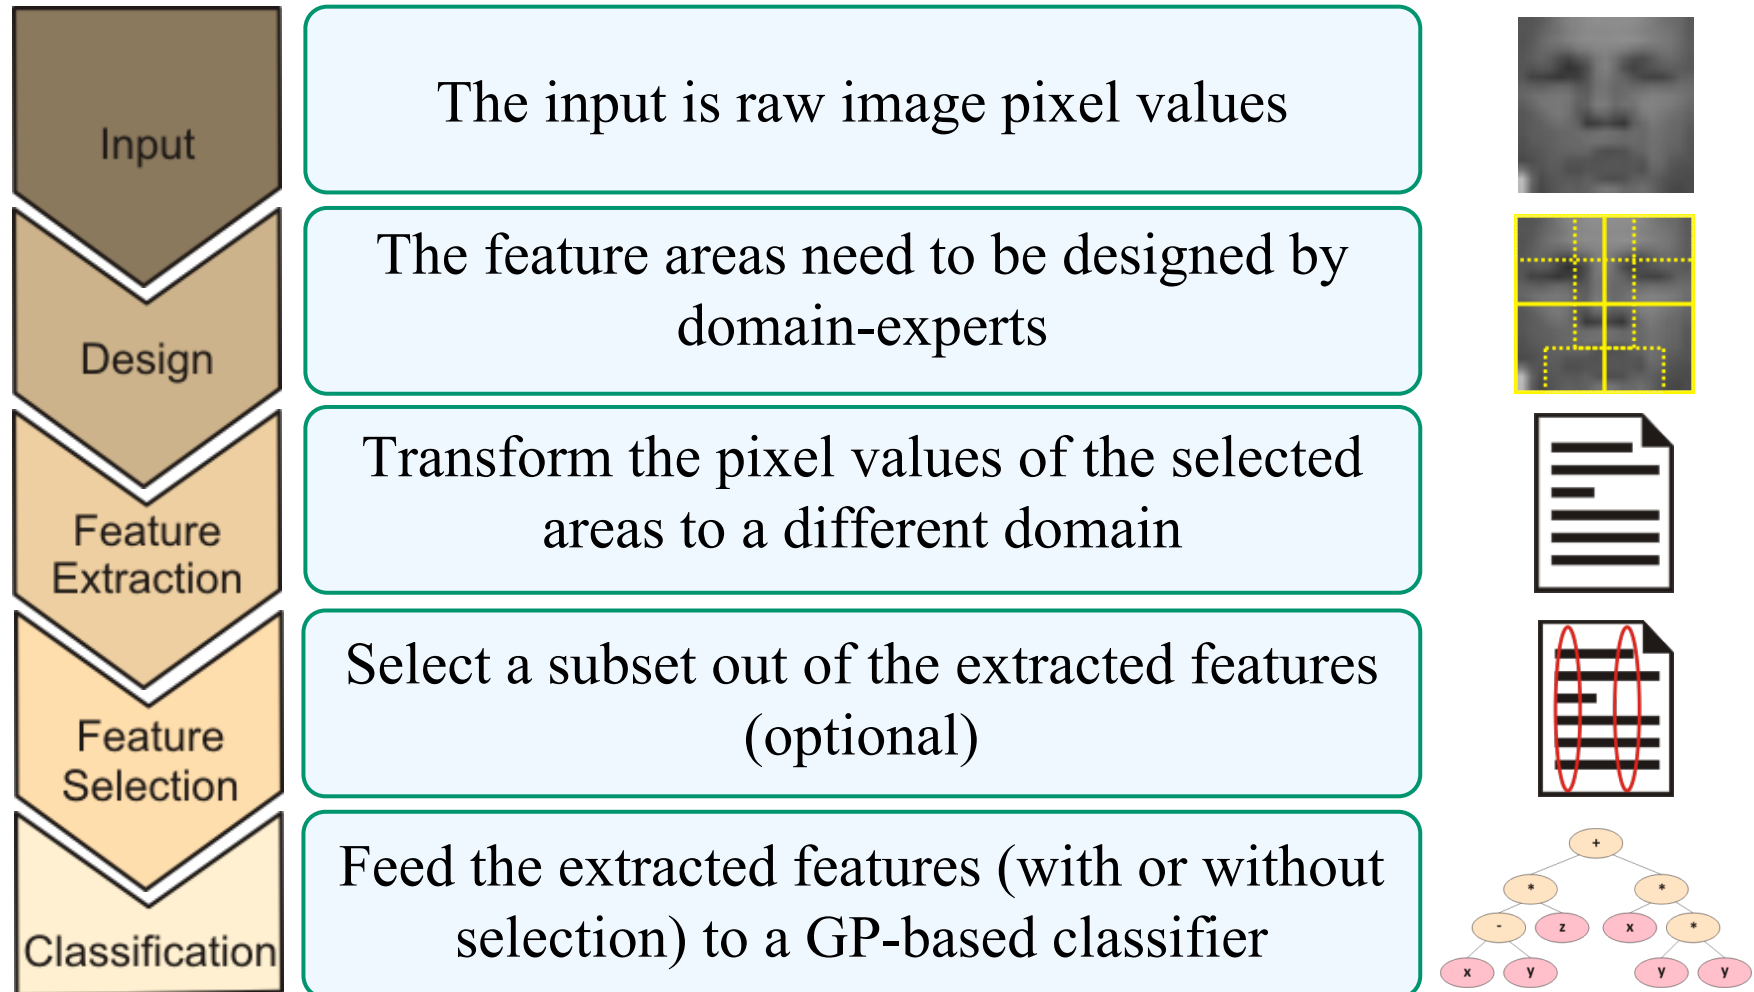 Input
The input is raw image pixel values
Design
The feature areas need to be designed by
domain-experts
Feature
Extraction
Transform the pixel values of the selected
areas to a different domain
Feature
Selection
Select a subset out of the extracted features
(optional)
Classification
Feed the extracted features (with or without
selection) to a GP-based classifier
+
* *
- z x *
x y y y